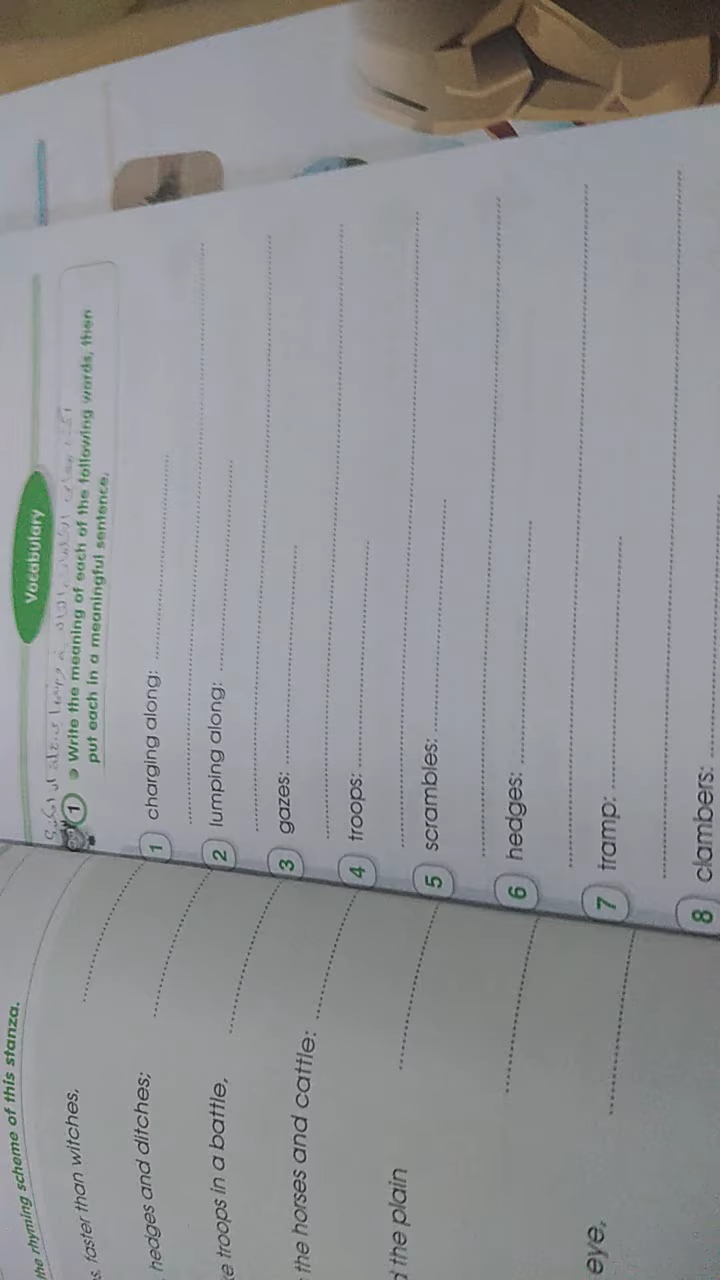 the rhyming scheme of this stanza.
faster than witches,
hedges and ditches;
troops in a battle,
the horses and cattle:
the plain
eye,
Vocabulary
1 Write the meaning of each of the following words, then
put each in a meaningful sentence.
1 charging along:
2 lumping along:
3 gazes:
4 troops:
5 scrambles:
6 hedges:
7 tramp:
8 clambers: